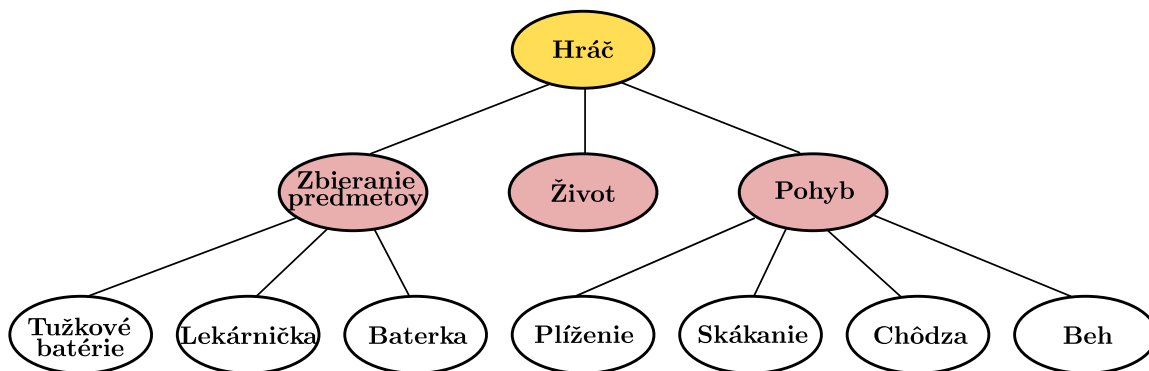 Hráč
Zbieranie
predmetov
Život
Pohyb
Tužkové
batérie
Lekárnička
Baterka
Plíženie
Skákanie
Chôdza
Beh